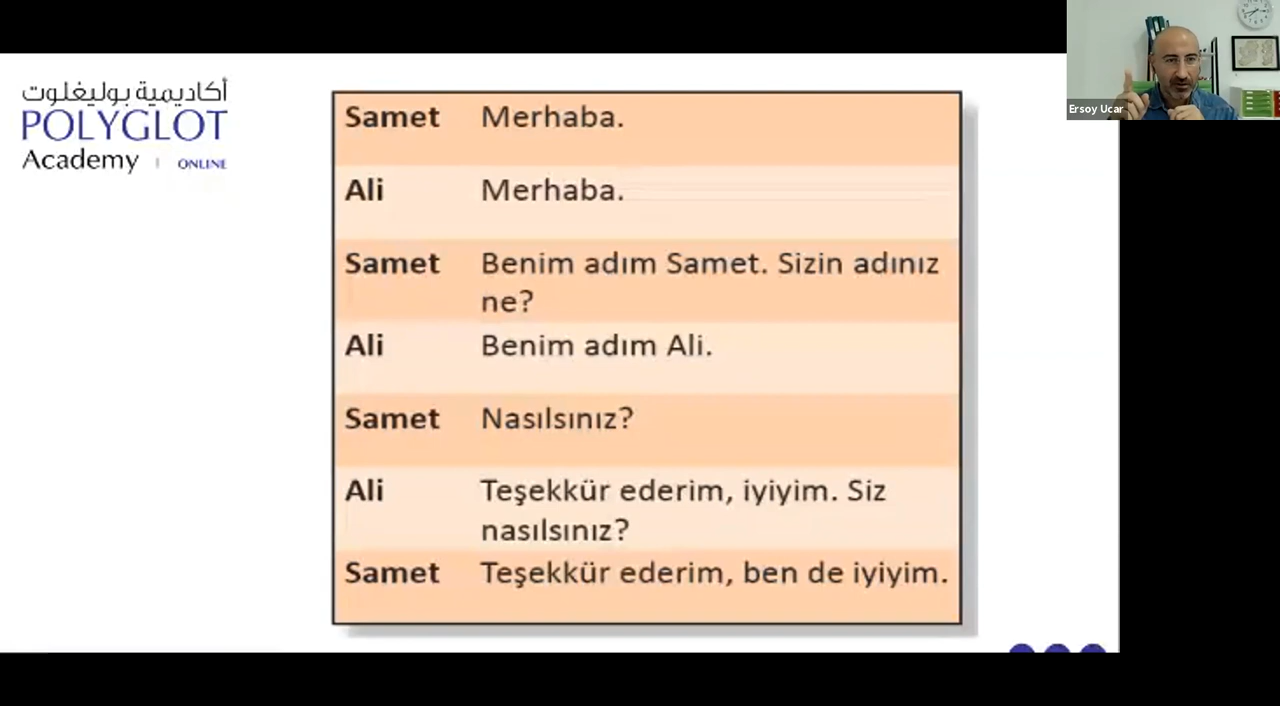 أكاديمية بوليغلوت
POLYGLOT
Academy | ONLINE
Ersoy Ucar
Samet Merhaba.
Ali Merhaba.
Samet Benim adım Samet. Sizin adınız
ne?
Ali Benim adım Ali.
Samet Nasılsınız?
Ali Teşekkür ederim, iyiyim. Siz
nasılsınız?
Samet Teşekkür ederim, ben de iyiyim.